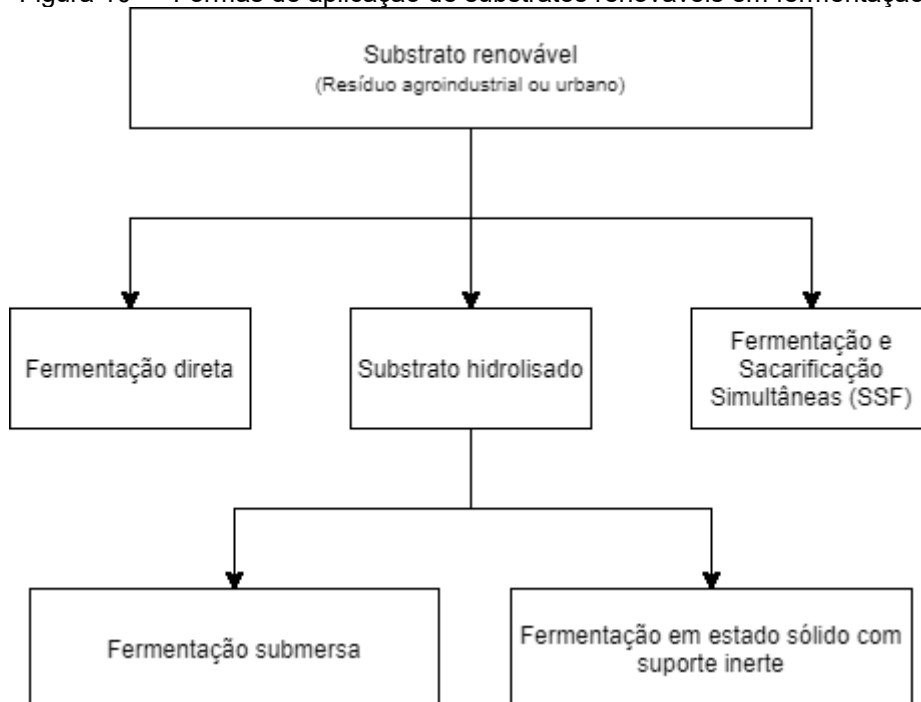 Figura — Formas de aplicação de substratos renováveis em fermentação
Substrato renovável
(Resíduo agroindustrial ou urbano)
Fermentação direta
Substrato hidrolisado
Fermentação e
Sacarificação
Simultâneas (SSF)
Fermentação submersa
Fermentação em estado sólido com
suporte inerte